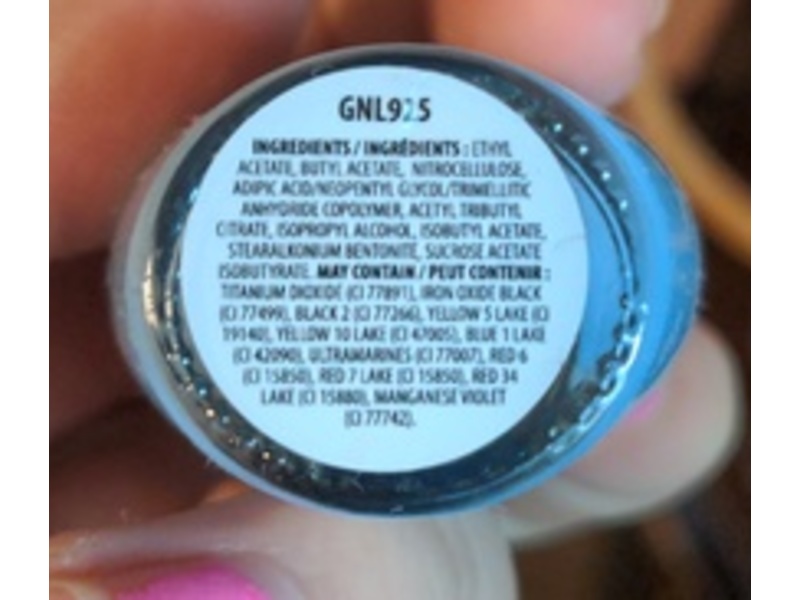 GNL925
INGREDIENTS / INGRÉDIENTS : ETHYL
ACETATE, BUTYL ACETATE, NITROCELLULOSE,
ADIPIC ACID/NEOPENTYL GLYCOL/TRIMELLITIC
ANHYDRIDE COPOLYMER, ACETYL TRIBUTYL
CITRATE, ISOPROPYL ALCOHOL, ISOBUTYL ACETATE,
STEARALKONIUM BENTONITE, SUCROSE ACETATE
ISOBUTYRATE. MAY CONTAIN / PEUT CONTENIR :
TITANIUM DIOXIDE (CI 77891), IRON OXIDE BLACK
(CI 77499), BLACK 2 (CI 77266), YELLOW 5 LAKE (CI
19140), YELLOW 10 LAKE (CI 47005), BLUE 1 LAKE
(CI 42090), ULTRAMARINES (CI 77007), RED 6
(CI 15850), RED 7 LAKE (CI 15850), RED 34
LAKE (CI 15880), MANGANESE VIOLET
(CI 77742).